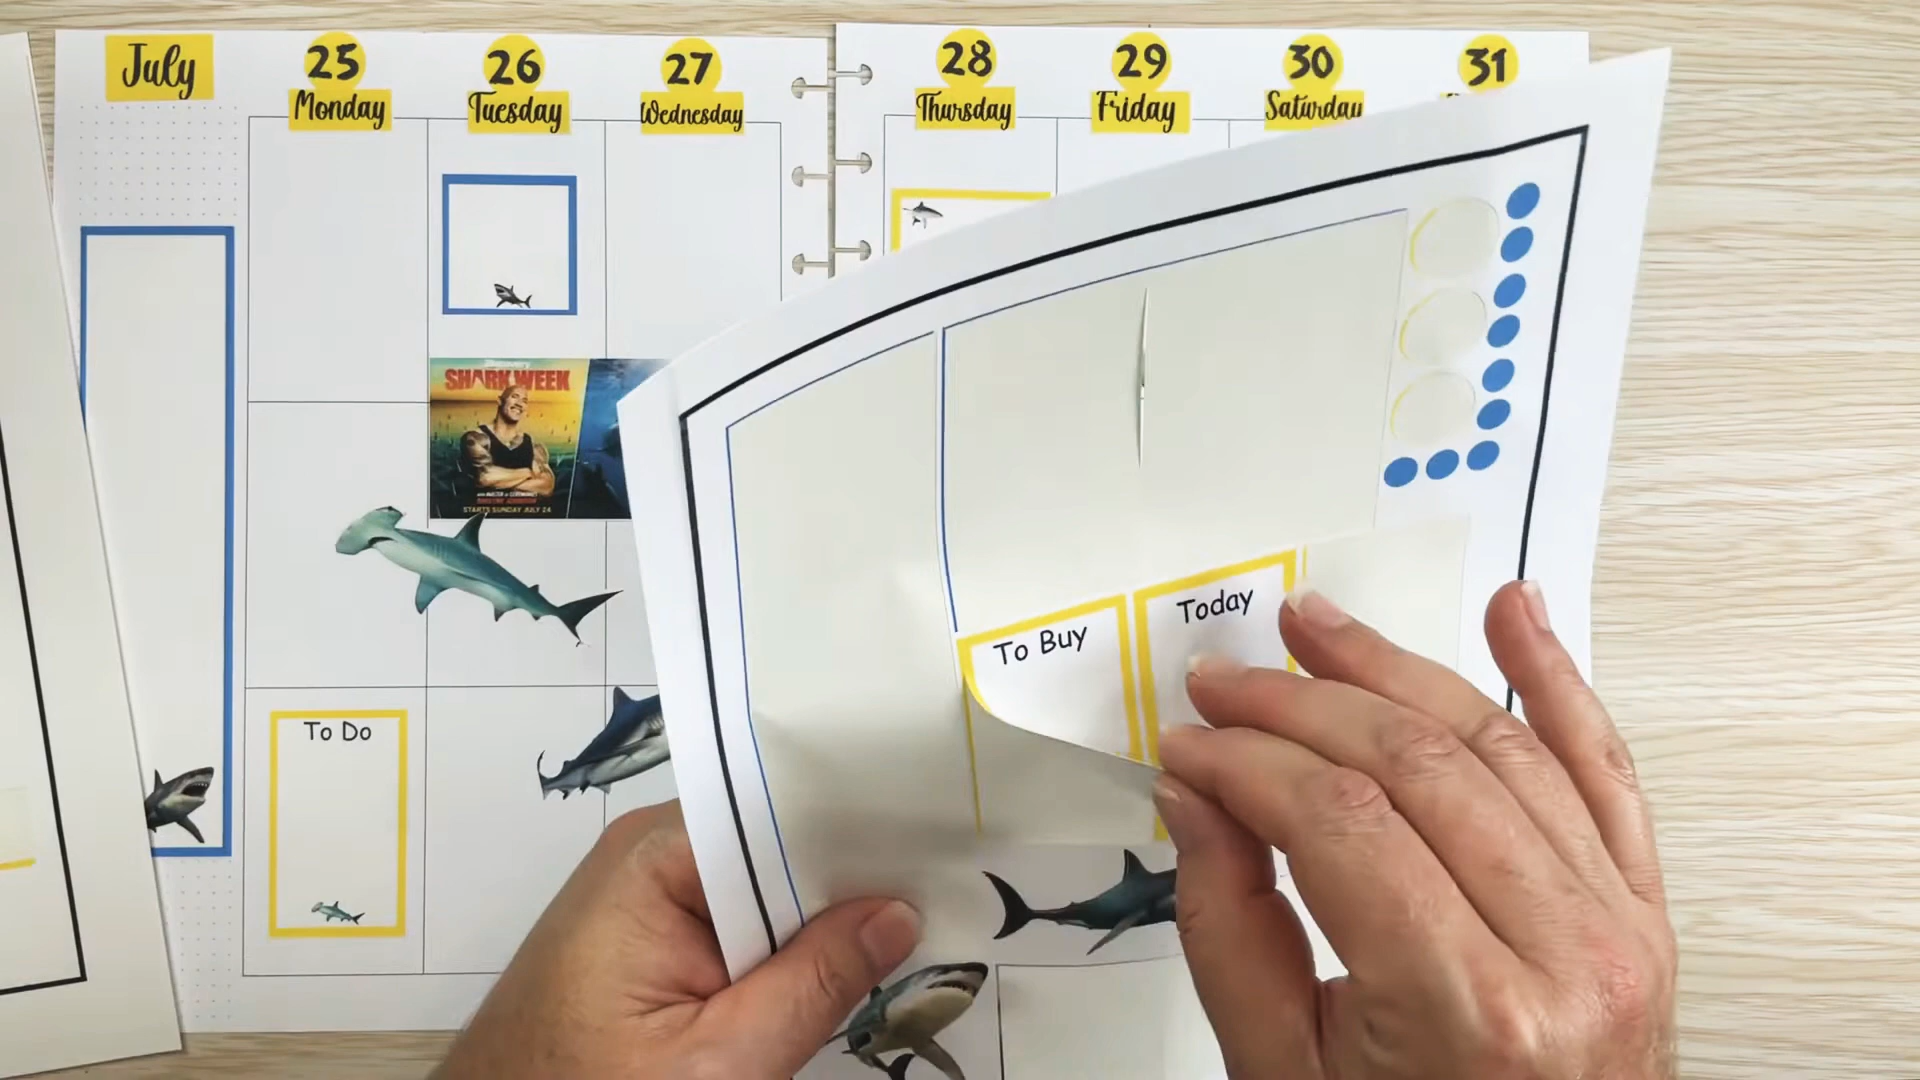 July
25
Monday
26
Tuesday
27
Wednesday
28
Thursday
29
Friday
30
Saturday
31
SHARK WEEK
STARTS SUNDAY JULY 24
To Buy
Today
To Do